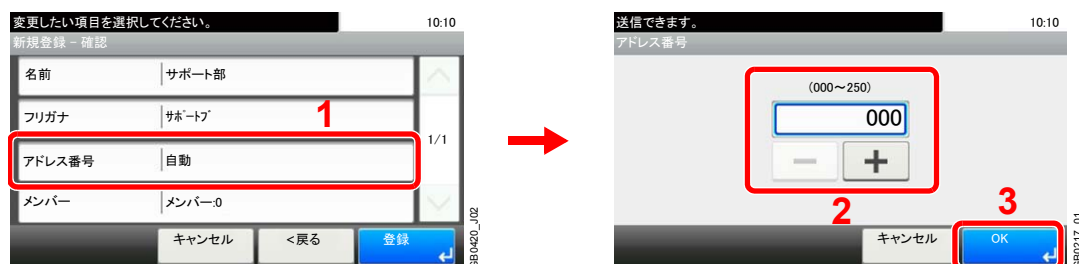 変更したい項目を選択してください。
10:10
新規登録 - 確認
名前 サポート部
フリガナ ｻﾎﾟｰﾄﾌﾞ
1
アドレス番号 自動
1/1
メンバー メンバー:0
キャンセル <戻る 登録
GB0420_J02
送信できます。
10:10
アドレス番号
(000～250)
000
－ ＋
2
3
キャンセル OK
GB0217_01